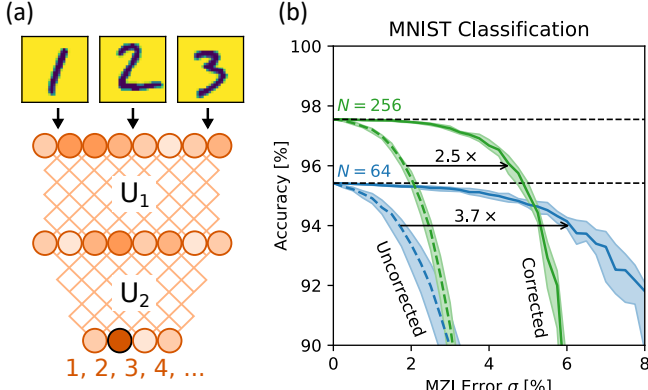 (a)
1 2 3
U1
U2
1, 2, 3, 4, ...
(b)
MNIST Classification
Accuracy [%]
100
98
96
94
92
90
N = 256
N = 64
2.5 ×
3.7 ×
Uncorrected
Corrected
0 2 4 6 8
MZI Error σ [%]